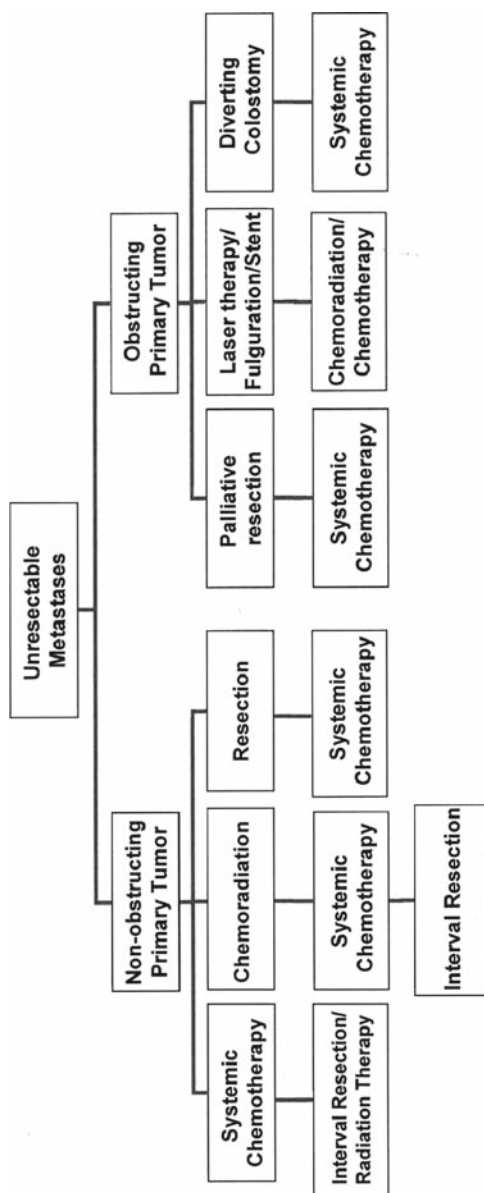 Unresectable
Metastases
Non-obstructing
Primary Tumor
Obstructing
Primary Tumor
Systemic
Chemotherapy
Chemoradiation
Resection
Palliative
resection
Laser therapy/
Fulguration/Stent
Diverting
Colostomy
Interval Resection/
Radiation Therapy
Systemic
Chemotherapy
Systemic
Chemotherapy
Systemic
Chemotherapy
Chemoradiation/
Chemotherapy
Systemic
Chemotherapy
Interval Resection